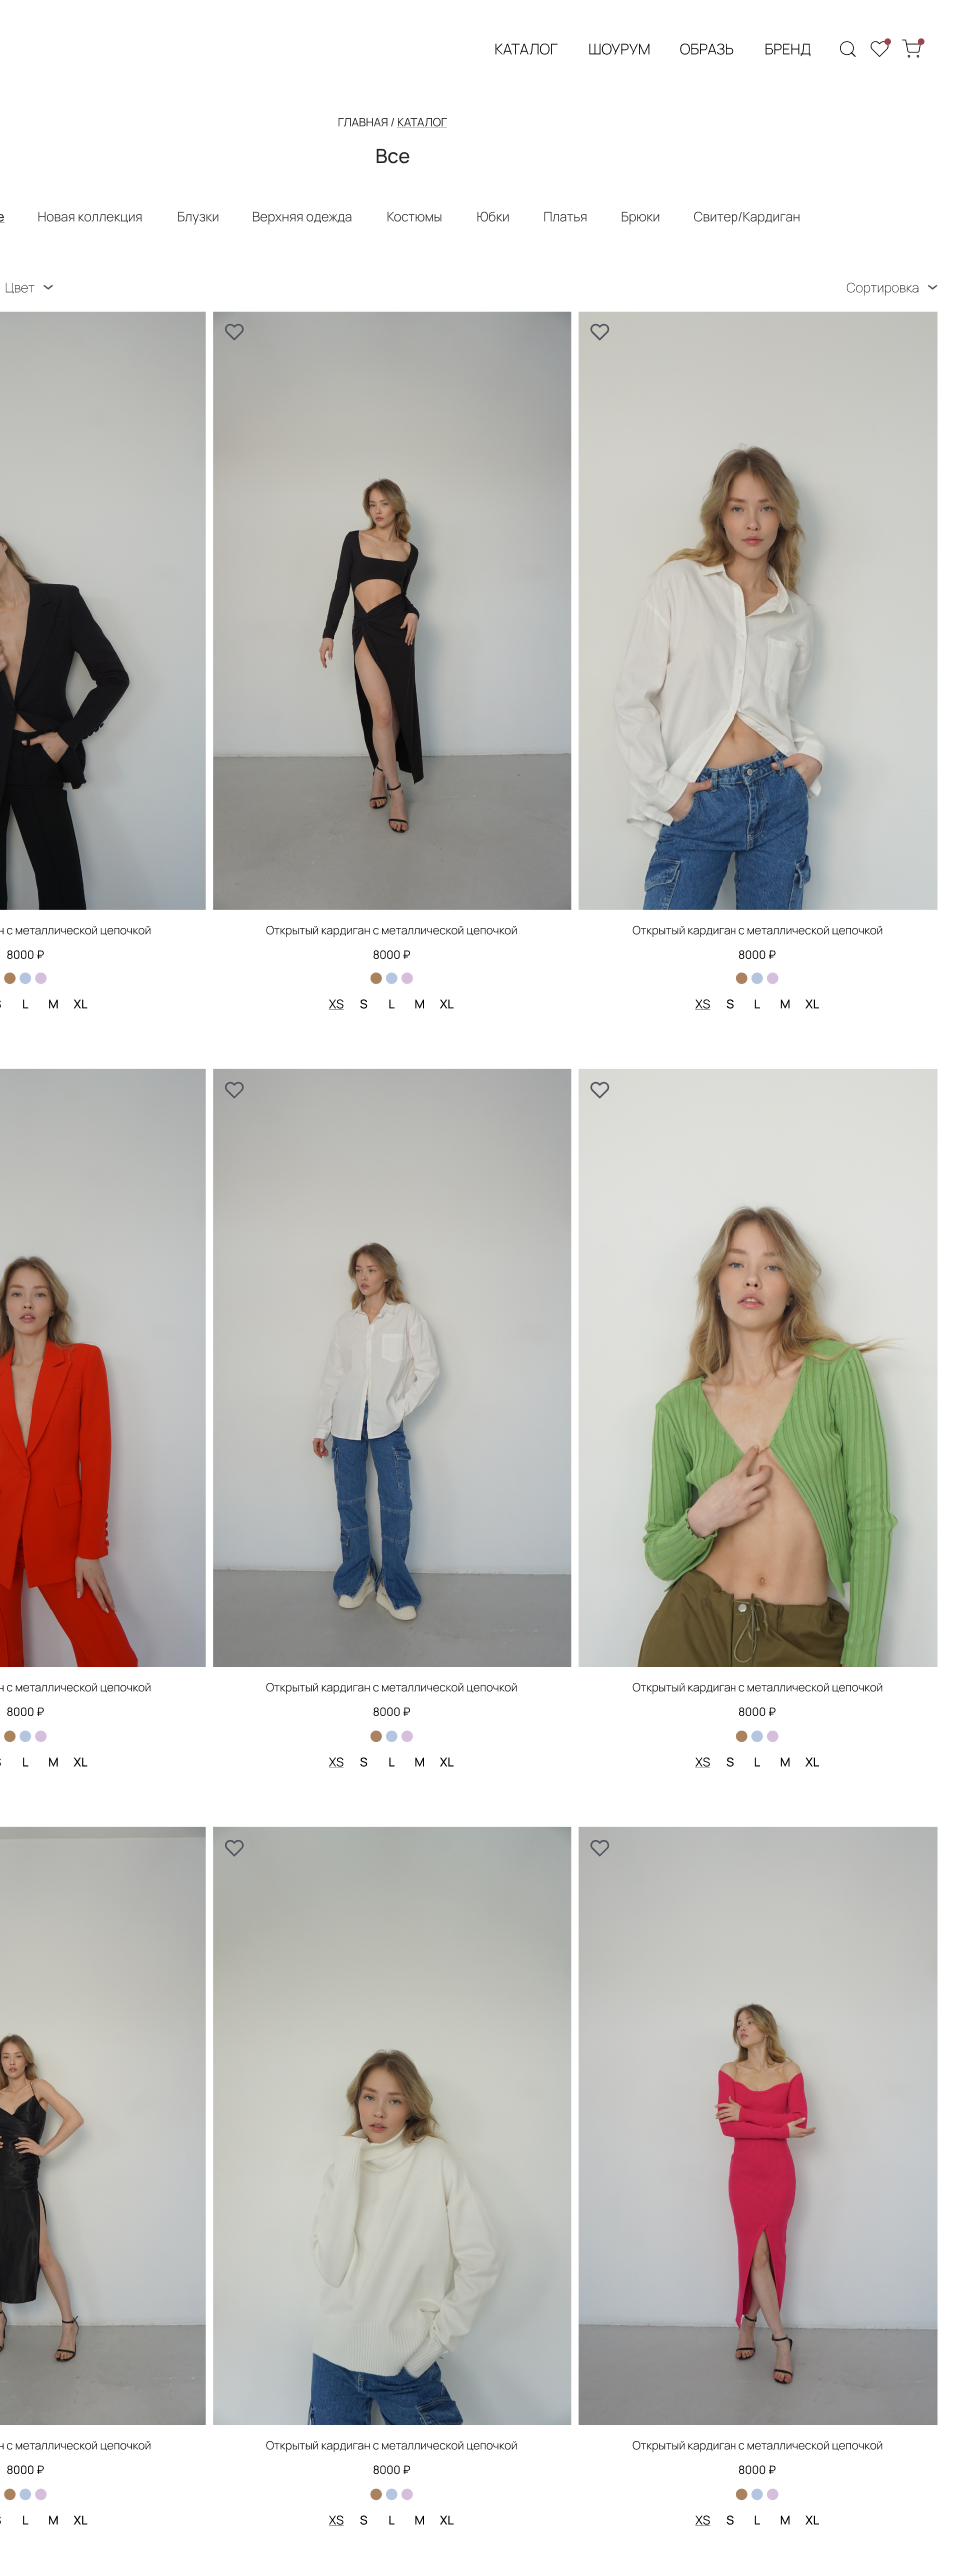 КАТАЛОГ ШОУРУМ ОБРАЗЫ БРЕНД
ГЛАВНАЯ / КАТАЛОГ
Все
Новая коллекция Блузки Верхняя одежда Костюмы Юбки Платья Брюки Свитер/Кардиган
Цвет Сортировка
с металлической цепочкой Открытый кардиган с металлической цепочкой Открытый кардиган с металлической цепочкой
8000 ₽ 8000 ₽ 8000 ₽
L M XL XS S L M XL XS S L M XL
с металлической цепочкой Открытый кардиган с металлической цепочкой Открытый кардиган с металлической цепочкой
8000 ₽ 8000 ₽ 8000 ₽
L M XL XS S L M XL XS S L M XL
с металлической цепочкой Открытый кардиган с металлической цепочкой Открытый кардиган с металлической цепочкой
8000 ₽ 8000 ₽ 8000 ₽
L M XL XS S L M XL XS S L M XL